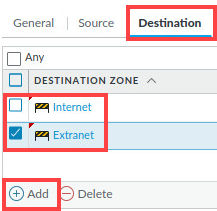 General Source Destination
Any
DESTINATION ZONE
Internet
Extranet
Add Delete